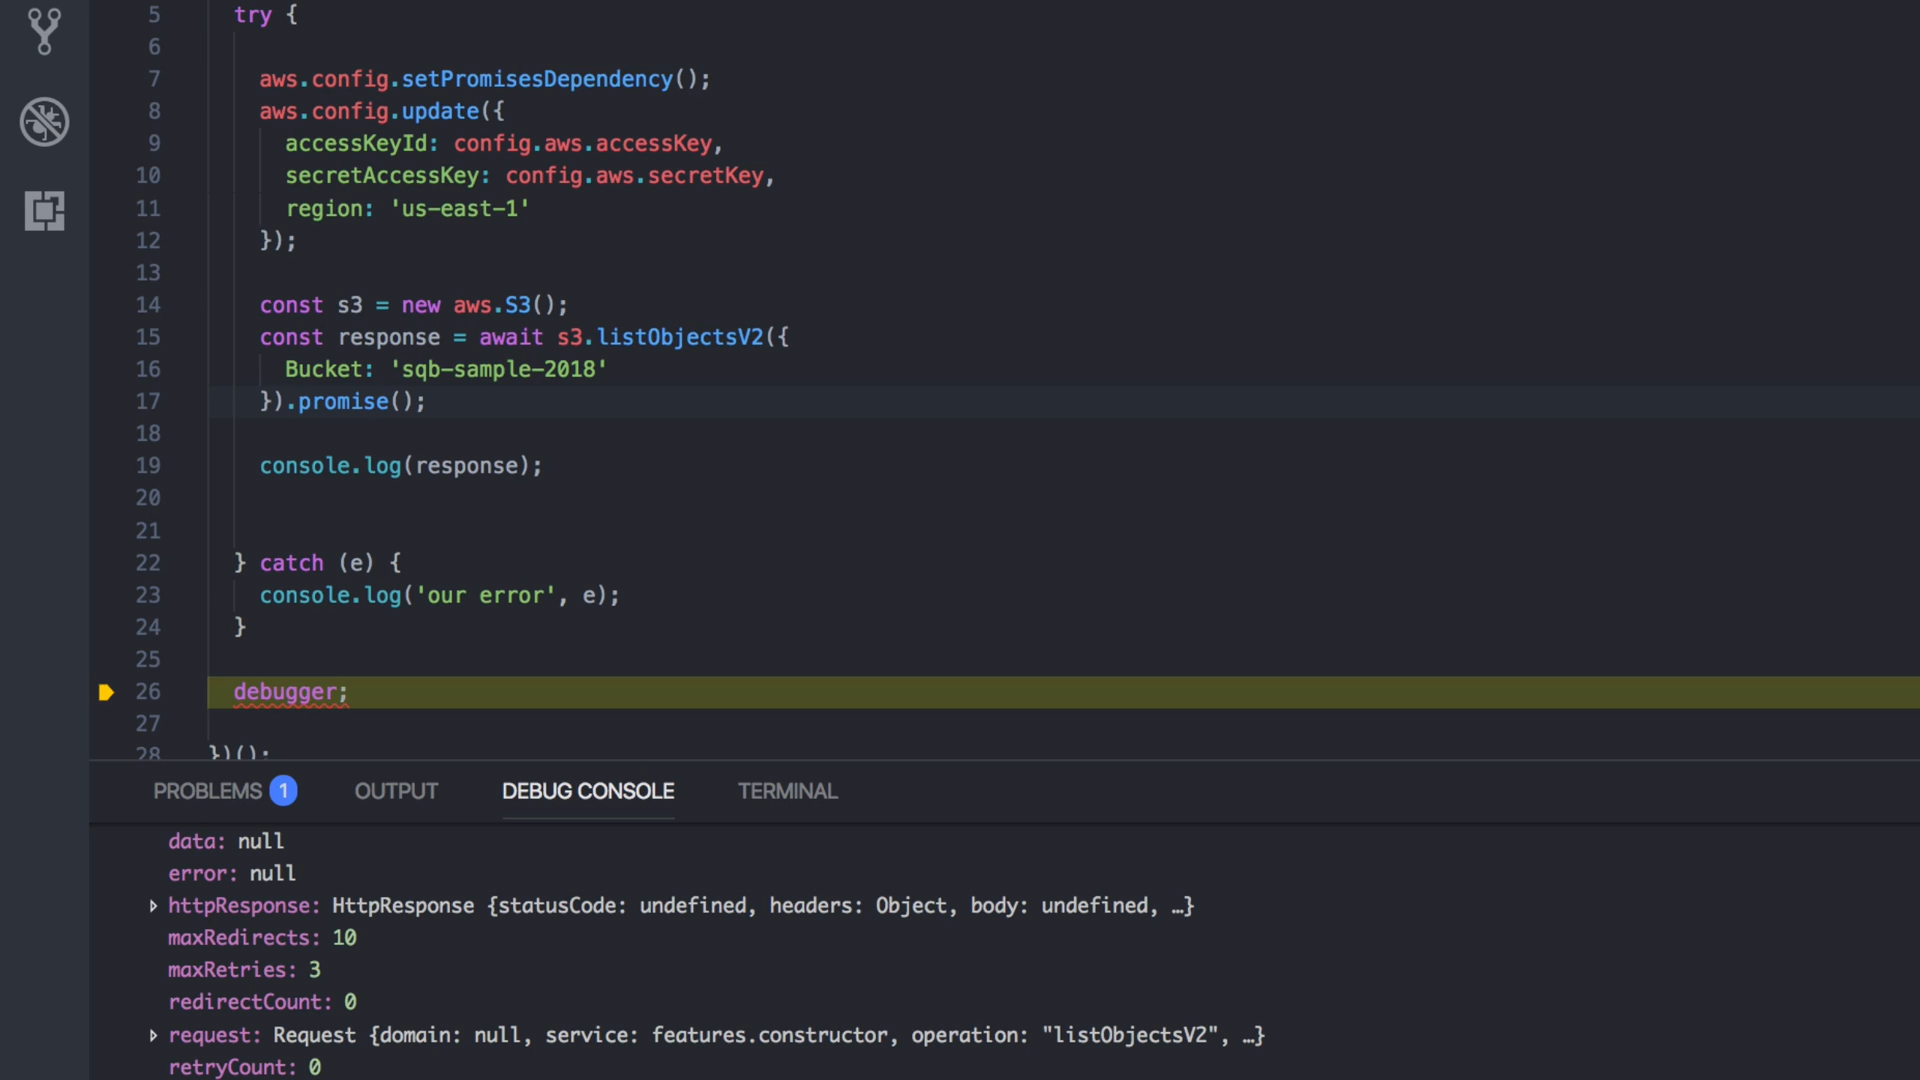 5 try {
6
7 aws.config.setPromisesDependency();
8 aws.config.update({
9 accessKeyId: config.aws.accessKey,
10 secretAccessKey: config.aws.secretKey,
11 region: 'us-east-1'
12 });
13
14 const s3 = new aws.S3();
15 const response = await s3.listObjectsV2({
16 Bucket: 'sqb-sample-2018'
17 }).promise();
18
19 console.log(response);
20
21
22 } catch (e) {
23 console.log('our error', e);
24 }
25
26 debugger;
27
28 })();
PROBLEMS 1 OUTPUT DEBUG CONSOLE TERMINAL
data: null
error: null
httpResponse: HttpResponse {statusCode: undefined, headers: Object, body: undefined, …}
maxRedirects: 10
maxRetries: 3
redirectCount: 0
request: Request {domain: null, service: features.constructor, operation: "listObjectsV2", …}
retryCount: 0